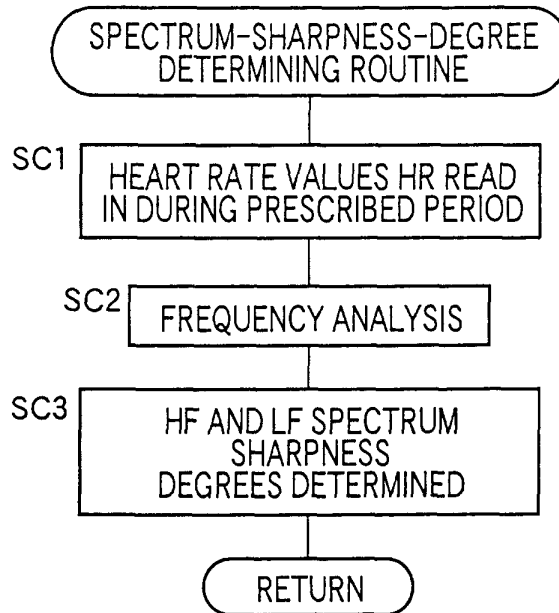 SPECTRUM-SHARPNESS-DEGREE
DETERMINING ROUTINE
SC1
HEART RATE VALUES HR READ
IN DURING PRESCRIBED PERIOD
SC2
FREQUENCY ANALYSIS
SC3
HF AND LF SPECTRUM
SHARPNESS
DEGREES DETERMINED
RETURN